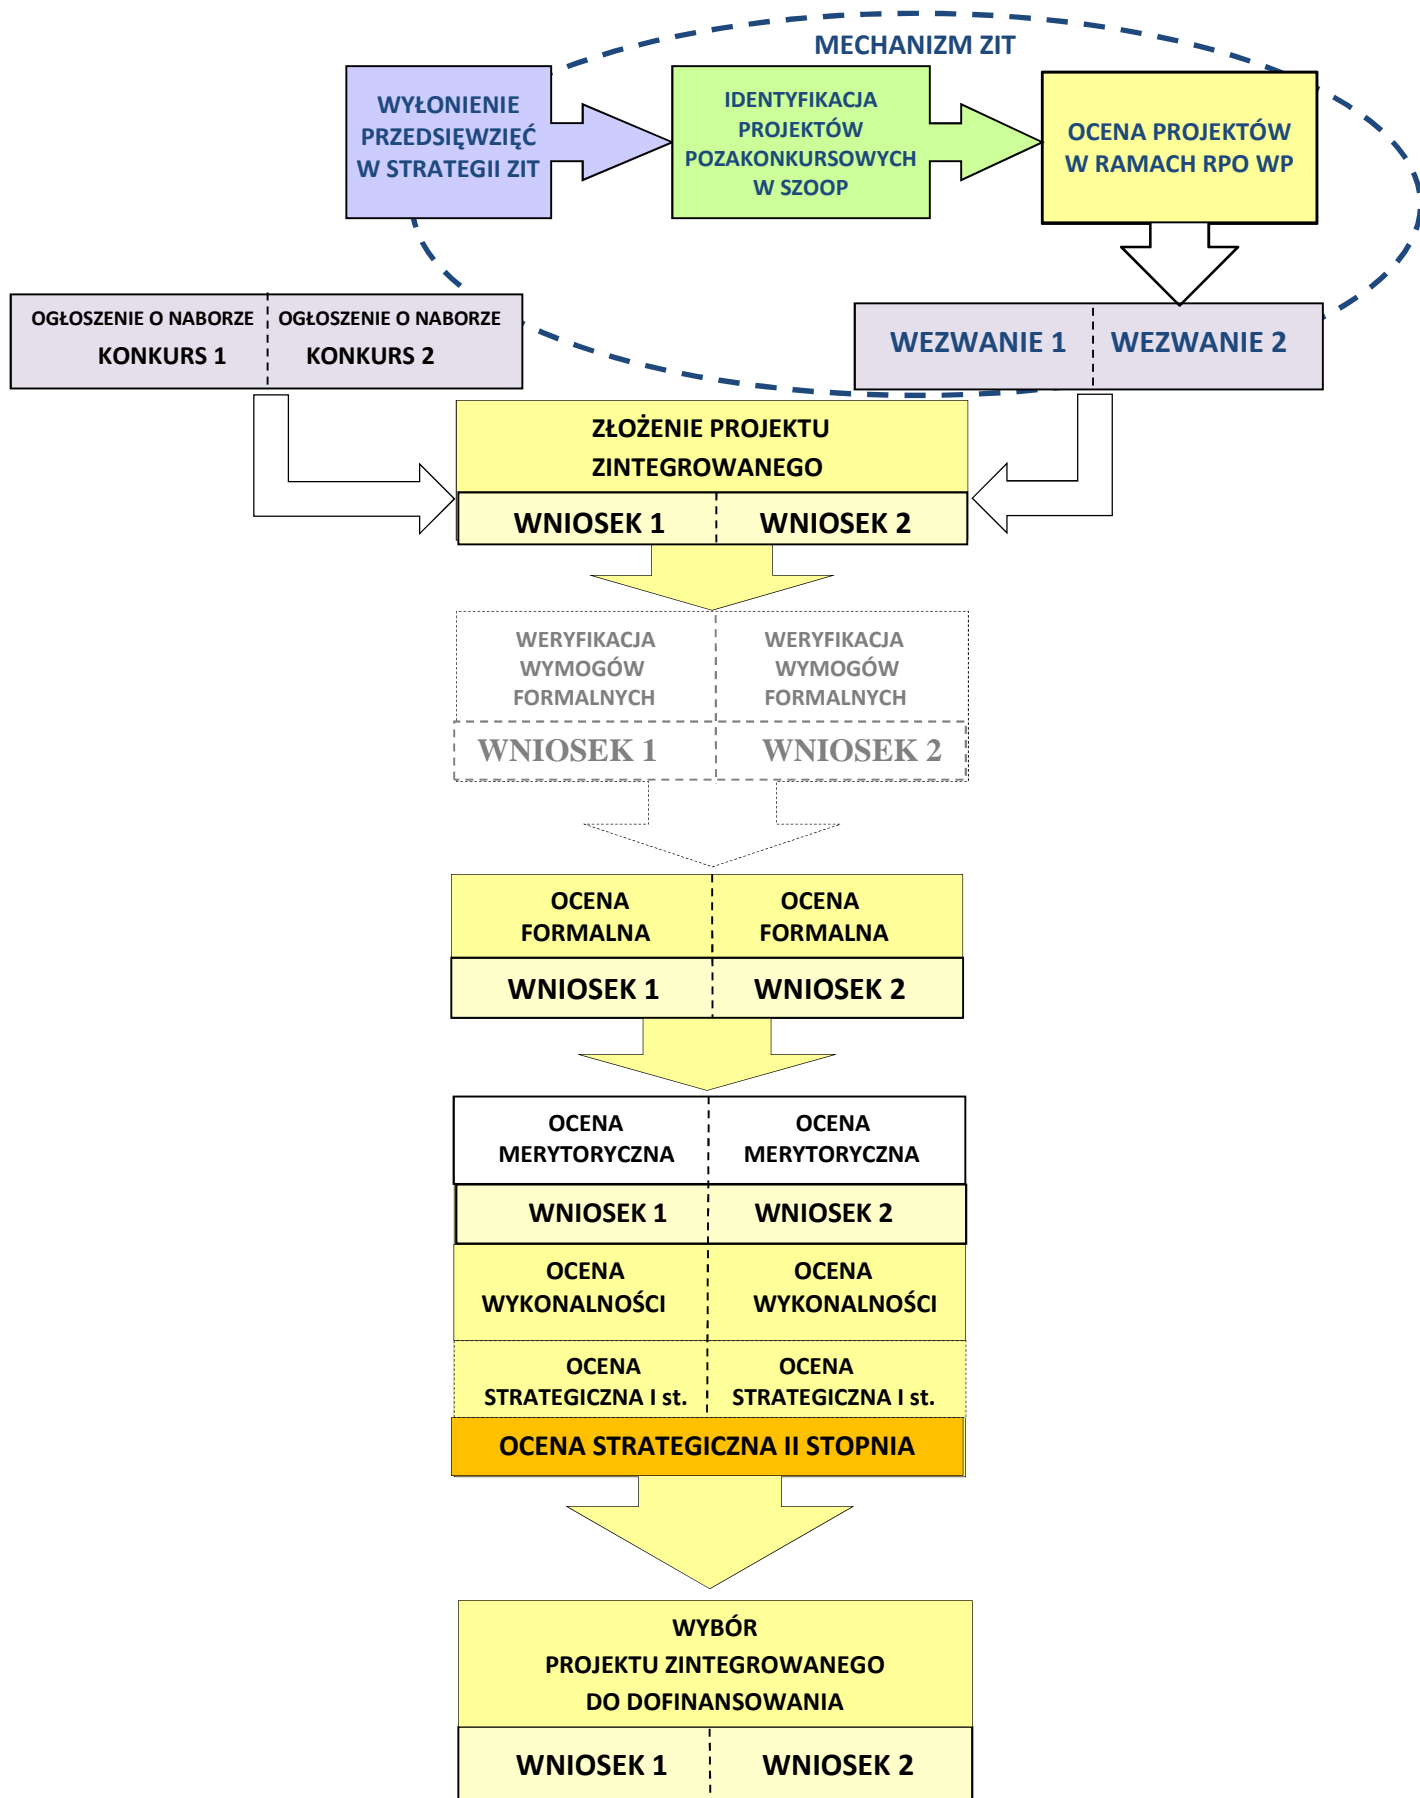 MECHANIZM ZIT
WYŁONIENIE
PRZEDSIĘWZIĘĆ
W STRATEGII ZIT
IDENTYFIKACJA
PROJEKTÓW
POZAKONKURSOWYCH
W SZOOP
OCENA PROJEKTÓW
W RAMACH RPO WP
OGŁOSZENIE O NABORZE
KONKURS 1
OGŁOSZENIE O NABORZE
KONKURS 2
WEZWANIE 1
WEZWANIE 2
ZŁOŻENIE PROJEKTU
ZINTEGROWANEGO
WNIOSEK 1
WNIOSEK 2
WERYFIKACJA
WYMOGÓW
FORMALNYCH
WERYFIKACJA
WYMOGÓW
FORMALNYCH
WNIOSEK 1
WNIOSEK 2
OCENA
FORMALNA
OCENA
FORMALNA
WNIOSEK 1
WNIOSEK 2
OCENA
MERYTORYCZNA
OCENA
MERYTORYCZNA
WNIOSEK 1
WNIOSEK 2
OCENA
WYKONALNOŚCI
OCENA
WYKONALNOŚCI
OCENA
STRATEGICZNA I st.
OCENA
STRATEGICZNA I st.
OCENA STRATEGICZNA II STOPNIA
WYBÓR
PROJEKTU ZINTEGROWANEGO
DO DOFINANSOWANIA
WNIOSEK 1
WNIOSEK 2